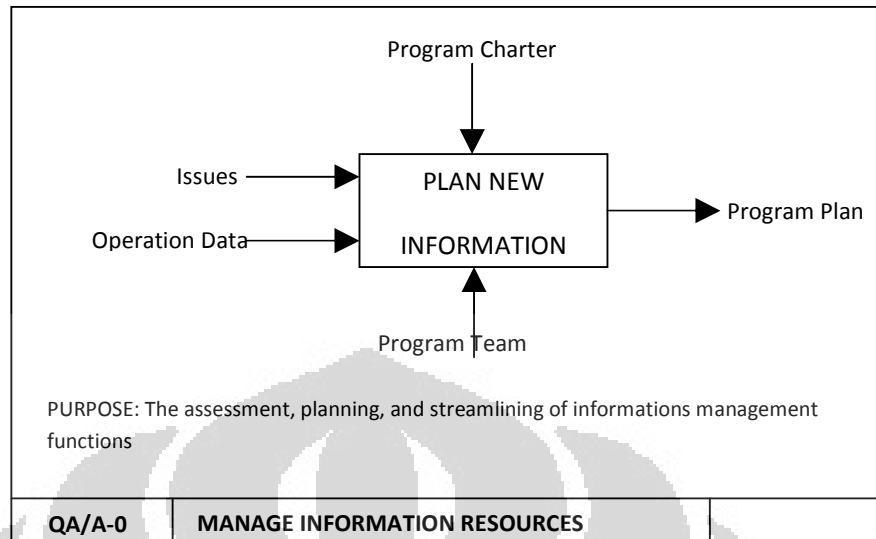 Program Charter
Issues
PLAN NEW
Program Plan
Operation Data
INFORMATION
Program Team
PURPOSE: The assessment, planning, and streamlining of informations management
functions
QA/A-0 MANAGE INFORMATION RESOURCES